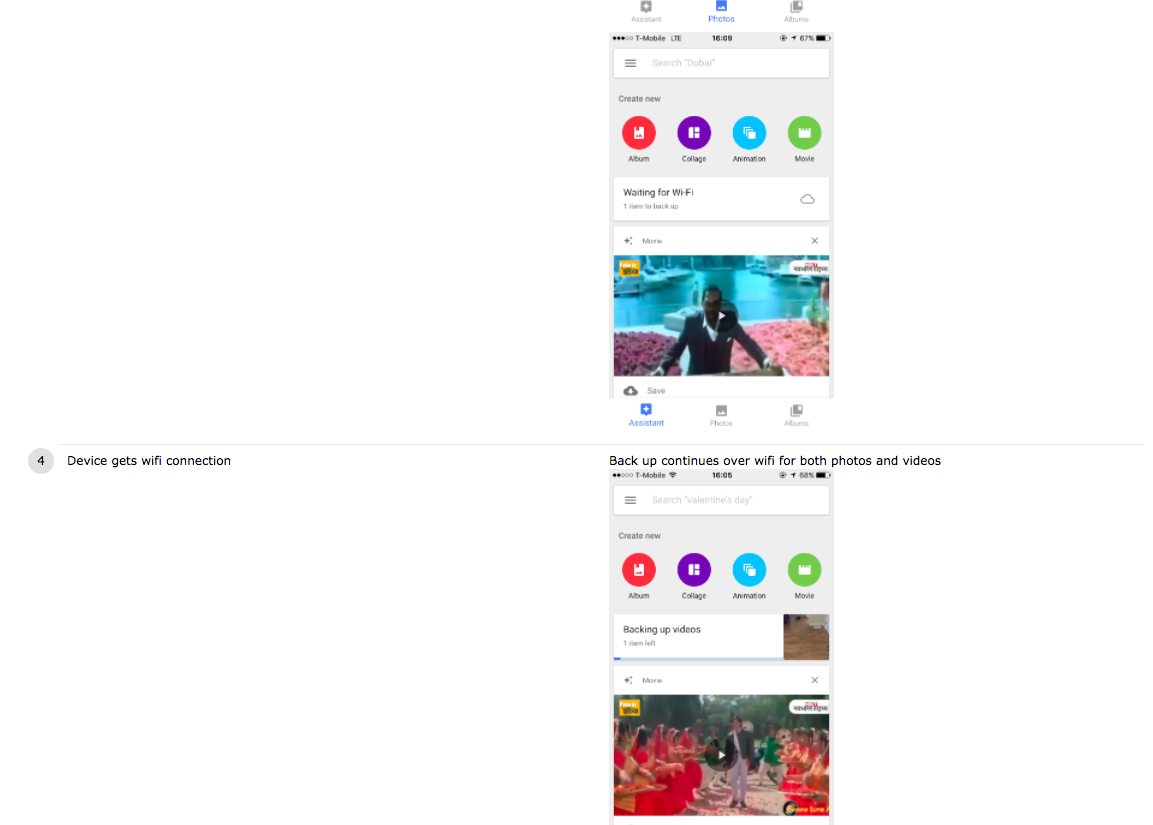 Assistant Photos Albums
T-Mobile LTE 16:09 67%
Search "Dubai"
Create new
Album Collage Animation Movie
Waiting for Wi-Fi
1 item to back up
Movie
Save
Assistant Photos Albums
4 Device gets wifi connection Back up continues over wifi for both photos and videos
T-Mobile 16:05 68%
Search "valentine's day"
Create new
Album Collage Animation Movie
Backing up videos
1 item left
Movie